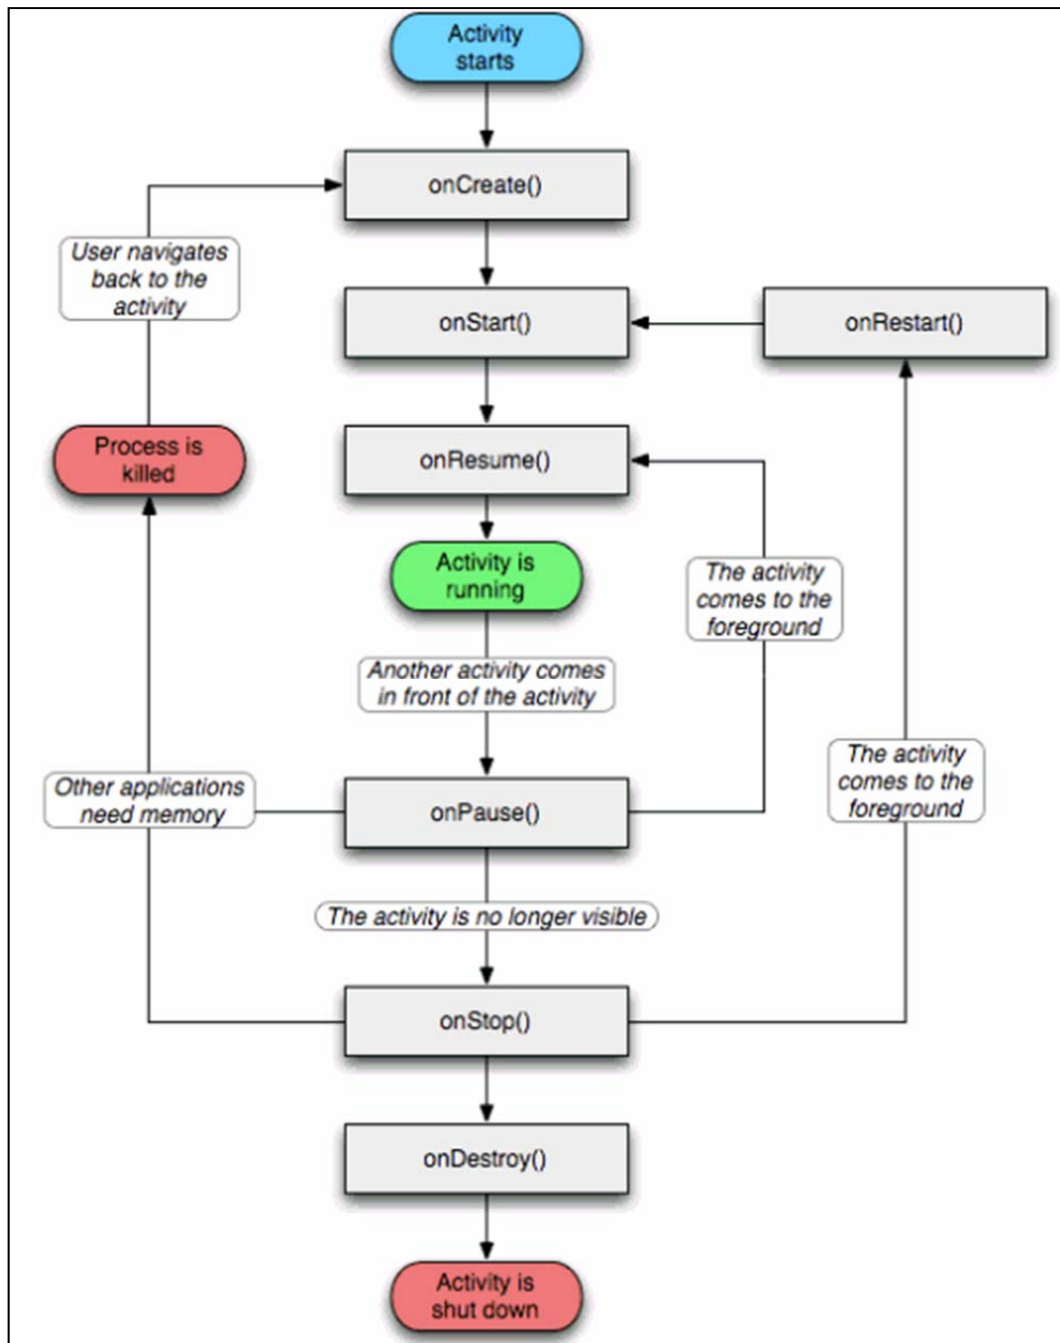 Activity
starts
onCreate()
User navigates
back to the
activity
onStart()
onRestart()
Process is
killed
onResume()
Activity is
running
The activity
comes to the
foreground
Another activity comes
in front of the activity
The activity
comes to the
foreground
Other applications
need memory
onPause()
The activity is no longer visible
onStop()
onDestroy()
Activity is
shut down